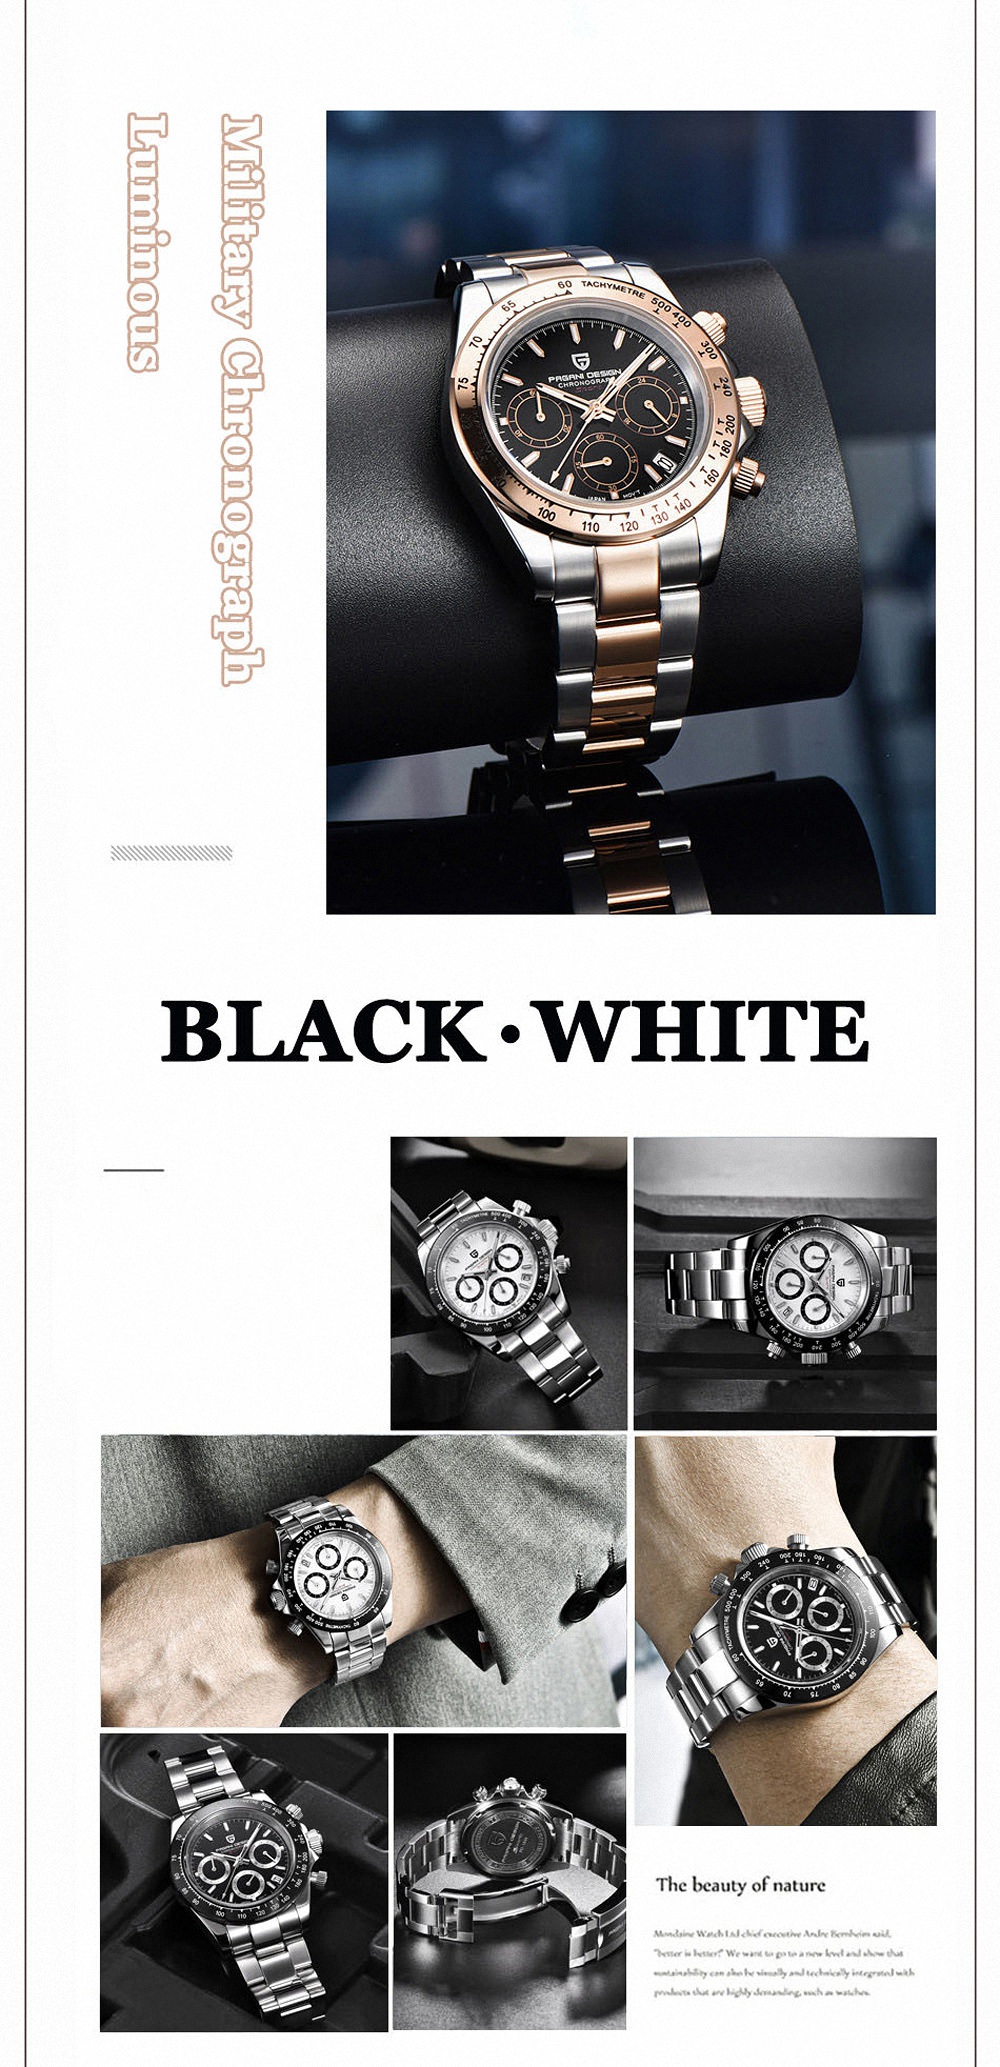 Military Chronograph
Luminous
60 TACHYMETRE 500 400 300 240 200 180 160 140 130 120 110 100
75 70 65
PAGANI DESIGN
CHRONOGRAPH
JAPAN MOV'T
BLACK·WHITE
The beauty of nature
Mondaine Watch Ltd chief executive Andre Bernheim said,
"better is better!" We want to go to a new level and show that
sustainability can also be visually and technically integrated with
products that are highly demanding, such as watches.